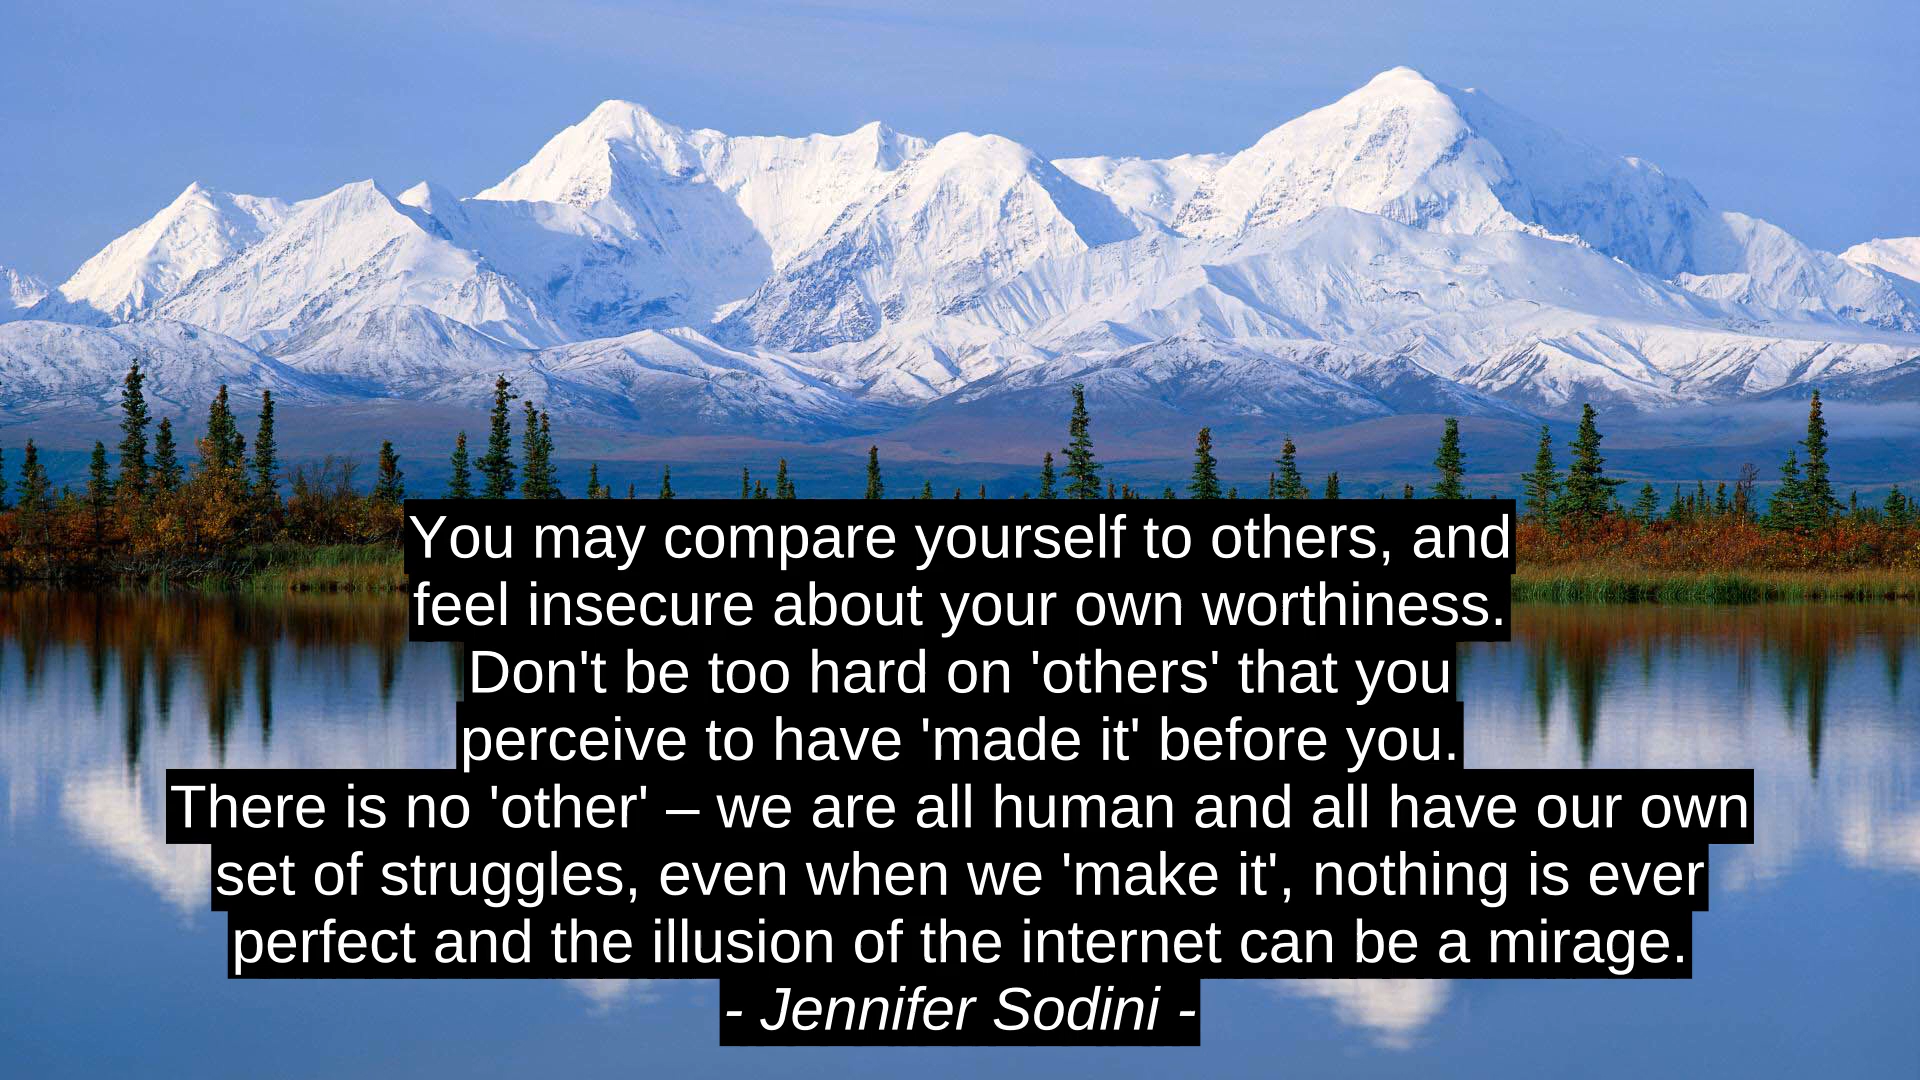 You may compare yourself to others, and
feel insecure about your own worthiness.
Don't be too hard on 'others' that you
perceive to have 'made it' before you.
There is no 'other' – we are all human and all have our own
set of struggles, even when we 'make it', nothing is ever
perfect and the illusion of the internet can be a mirage.
- Jennifer Sodini -